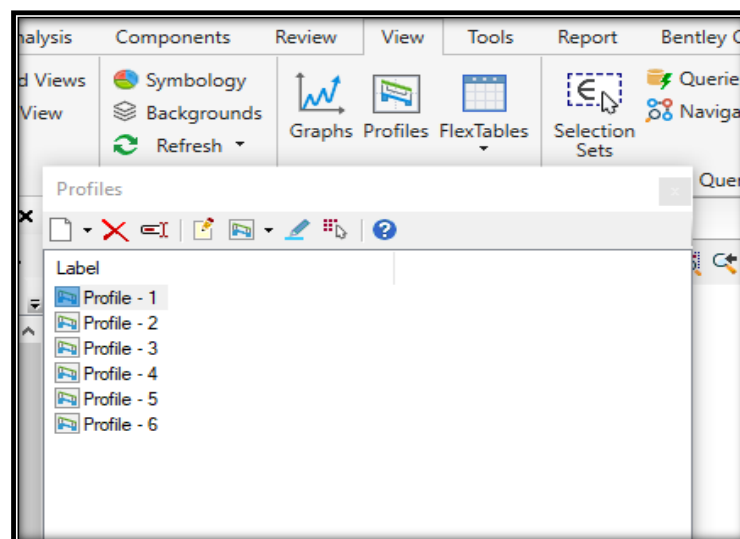 nalysis Components Review View Tools Report Bentley C
d Views Symbology Querie
View Backgrounds Graphs Profiles FlexTables Naviga
Refresh Selection
Sets
Profiles Quer
Label
Profile - 1
Profile - 2
Profile - 3
Profile - 4
Profile - 5
Profile - 6